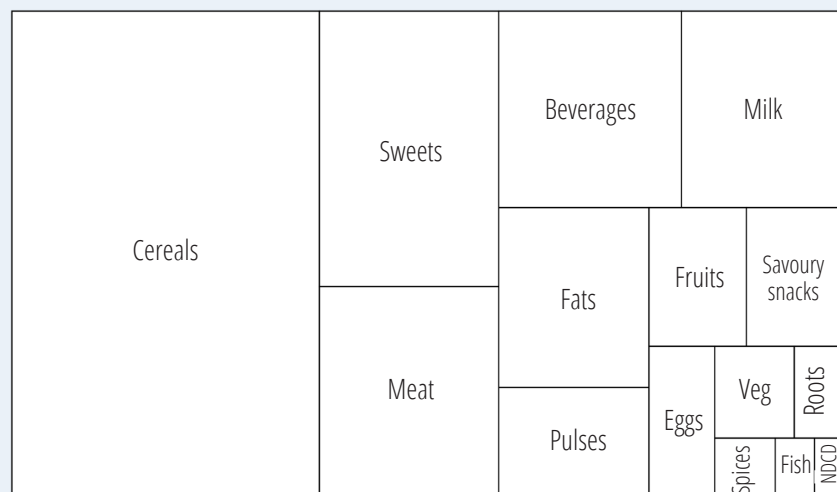 Cereals
Sweets
Meat
Beverages
Milk
Fats
Pulses
Fruits
Savoury
snacks
Eggs
Veg
Roots
Spices
Fish
NDCD